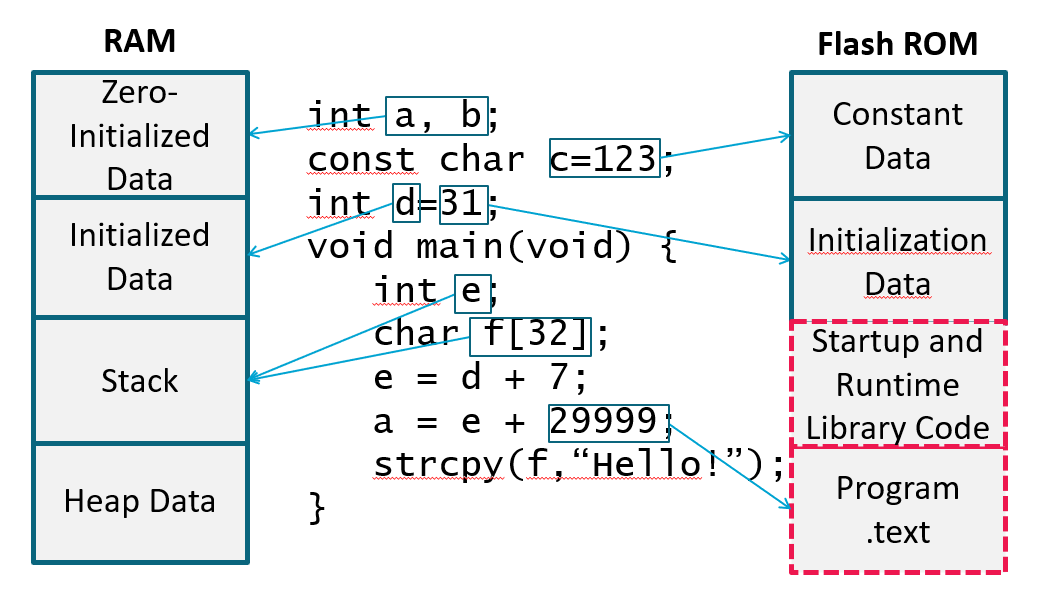 RAM
Zero-
Initialized
Data
Initialized
Data
Stack
Heap Data
int a, b;
const char c=123;
int d=31;
void main(void) {
int e;
char f[32];
e = d + 7;
a = e + 29999;
strcpy(f,“Hello!”);
}
Flash ROM
Constant
Data
Initialization
Data
Startup and
Runtime
Library Code
Program
.text